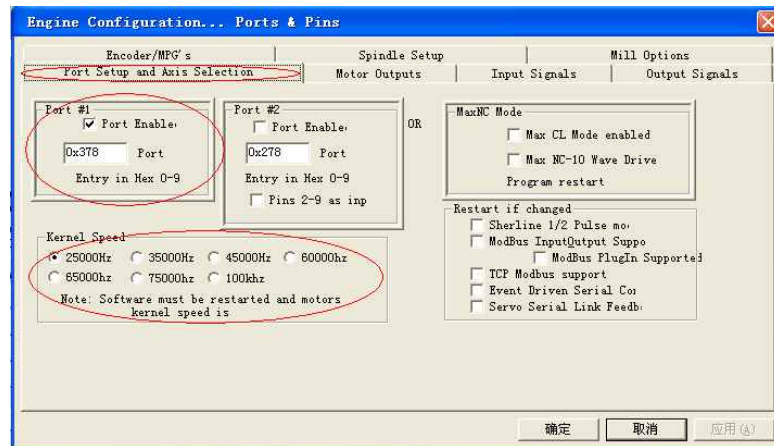 Engine Configuration... Ports & Pins
Encoder/MPG's
Spindle Setup
Mill Options
Port Setup and Axis Selection
Motor Outputs
Input Signals
Output Signals
Port #1
Port Enable
0x378 Port
Entry in Hex 0-9
Port #2
Port Enable
0x278 Port
Entry in Hex 0-9
Pins 2-9 as inp
OR
MaxNC Mode
Max CL Mode enabled
Max NC-10 Wave Drive
Program restart
Restart if changed
Sherline 1/2 Pulse mo
ModBus InputOutput Suppo
ModBus PlugIn Supported
TCP Modbus support
Event Driven Serial Co
Servo Serial Link Feedb
Kernel Speed
25000Hz 35000Hz 45000Hz 60000hz
65000hz 75000hz 100khz
Note: Software must be restarted and motors
kernel speed is
确定 取消 应用(A)